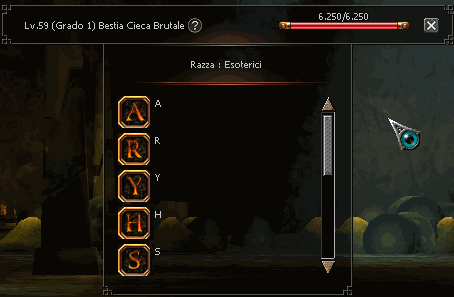 Lv.59 (Grado 1) Bestia Cieca Brutale ?
6.250/6.250
Razza : Esoterici
A A
R R
Y Y
H H
S S